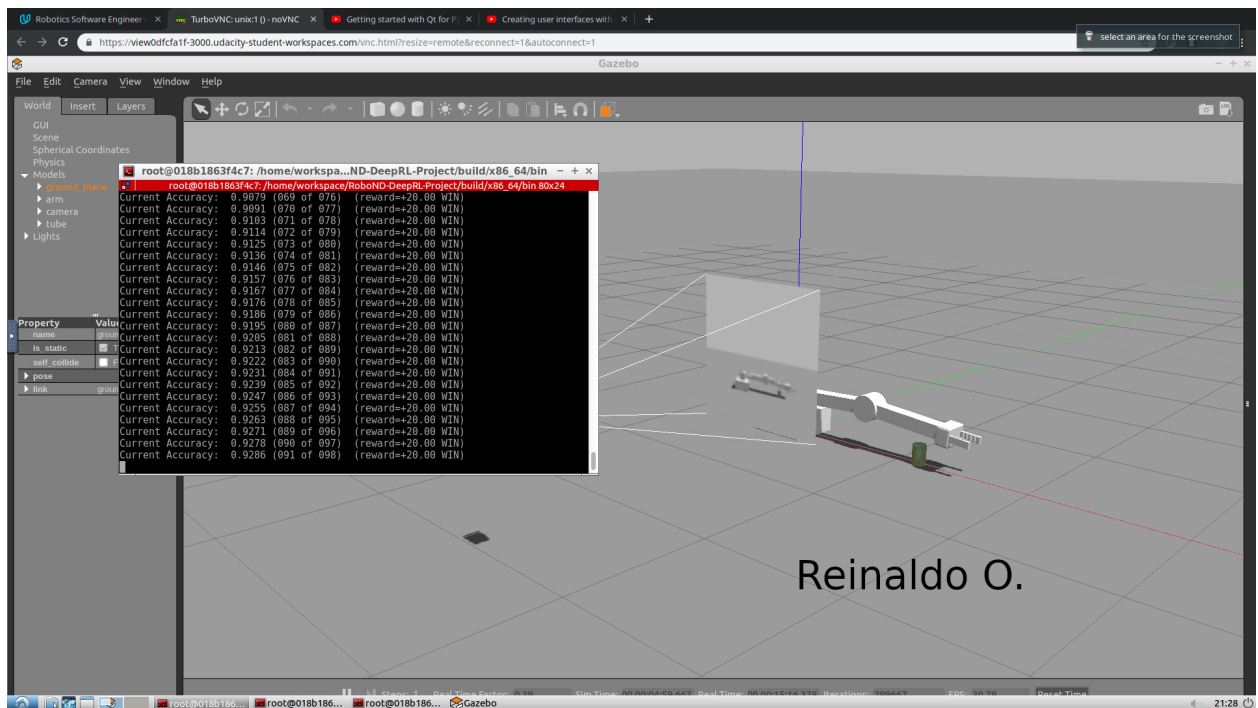 Robotics Software Engineer
TurboVNC: unix:1 () - noVNC
Getting started with Qt for P
Creating user interfaces with
https://view0dfcfa1f-3000.udacity-student-workspaces.com/vnc.html?resize=remote&reconnect=1&autoconnect=1
select an area for the screenshot
Gazebo
File Edit Camera View Window Help
World Insert Layers
GUI
Scene
Spherical Coordinates
Physics
Models
ground_plane
arm
camera
tube
Lights
Property Valu
name groun
is_static T
self_collide F
pose
link groun
root@018b1863f4c7: /home/workspa...ND-DeepRL-Project/build/x86_64/bin
root@018b1863f4c7: /home/workspace/RoboND-DeepRL-Project/build/x86_64/bin 80x24
Current Accuracy: 0.9079 (069 of 076) (reward=+20.00 WIN)
Current Accuracy: 0.9091 (070 of 077) (reward=+20.00 WIN)
Current Accuracy: 0.9103 (071 of 078) (reward=+20.00 WIN)
Current Accuracy: 0.9114 (072 of 079) (reward=+20.00 WIN)
Current Accuracy: 0.9125 (073 of 080) (reward=+20.00 WIN)
Current Accuracy: 0.9136 (074 of 081) (reward=+20.00 WIN)
Current Accuracy: 0.9146 (075 of 082) (reward=+20.00 WIN)
Current Accuracy: 0.9157 (076 of 083) (reward=+20.00 WIN)
Current Accuracy: 0.9167 (077 of 084) (reward=+20.00 WIN)
Current Accuracy: 0.9176 (078 of 085) (reward=+20.00 WIN)
Current Accuracy: 0.9186 (079 of 086) (reward=+20.00 WIN)
Current Accuracy: 0.9195 (080 of 087) (reward=+20.00 WIN)
Current Accuracy: 0.9205 (081 of 088) (reward=+20.00 WIN)
Current Accuracy: 0.9213 (082 of 089) (reward=+20.00 WIN)
Current Accuracy: 0.9222 (083 of 090) (reward=+20.00 WIN)
Current Accuracy: 0.9231 (084 of 091) (reward=+20.00 WIN)
Current Accuracy: 0.9239 (085 of 092) (reward=+20.00 WIN)
Current Accuracy: 0.9247 (086 of 093) (reward=+20.00 WIN)
Current Accuracy: 0.9255 (087 of 094) (reward=+20.00 WIN)
Current Accuracy: 0.9263 (088 of 095) (reward=+20.00 WIN)
Current Accuracy: 0.9271 (089 of 096) (reward=+20.00 WIN)
Current Accuracy: 0.9278 (090 of 097) (reward=+20.00 WIN)
Current Accuracy: 0.9286 (091 of 098) (reward=+20.00 WIN)
Reinaldo O.
Steps: 1 Real Time Factor: 0.39 Sim Time: Real Time: Iterations: 299667 FPS: 30.79 Reset Time
root@018b186... root@018b186... root@018b186... Gazebo 21:28